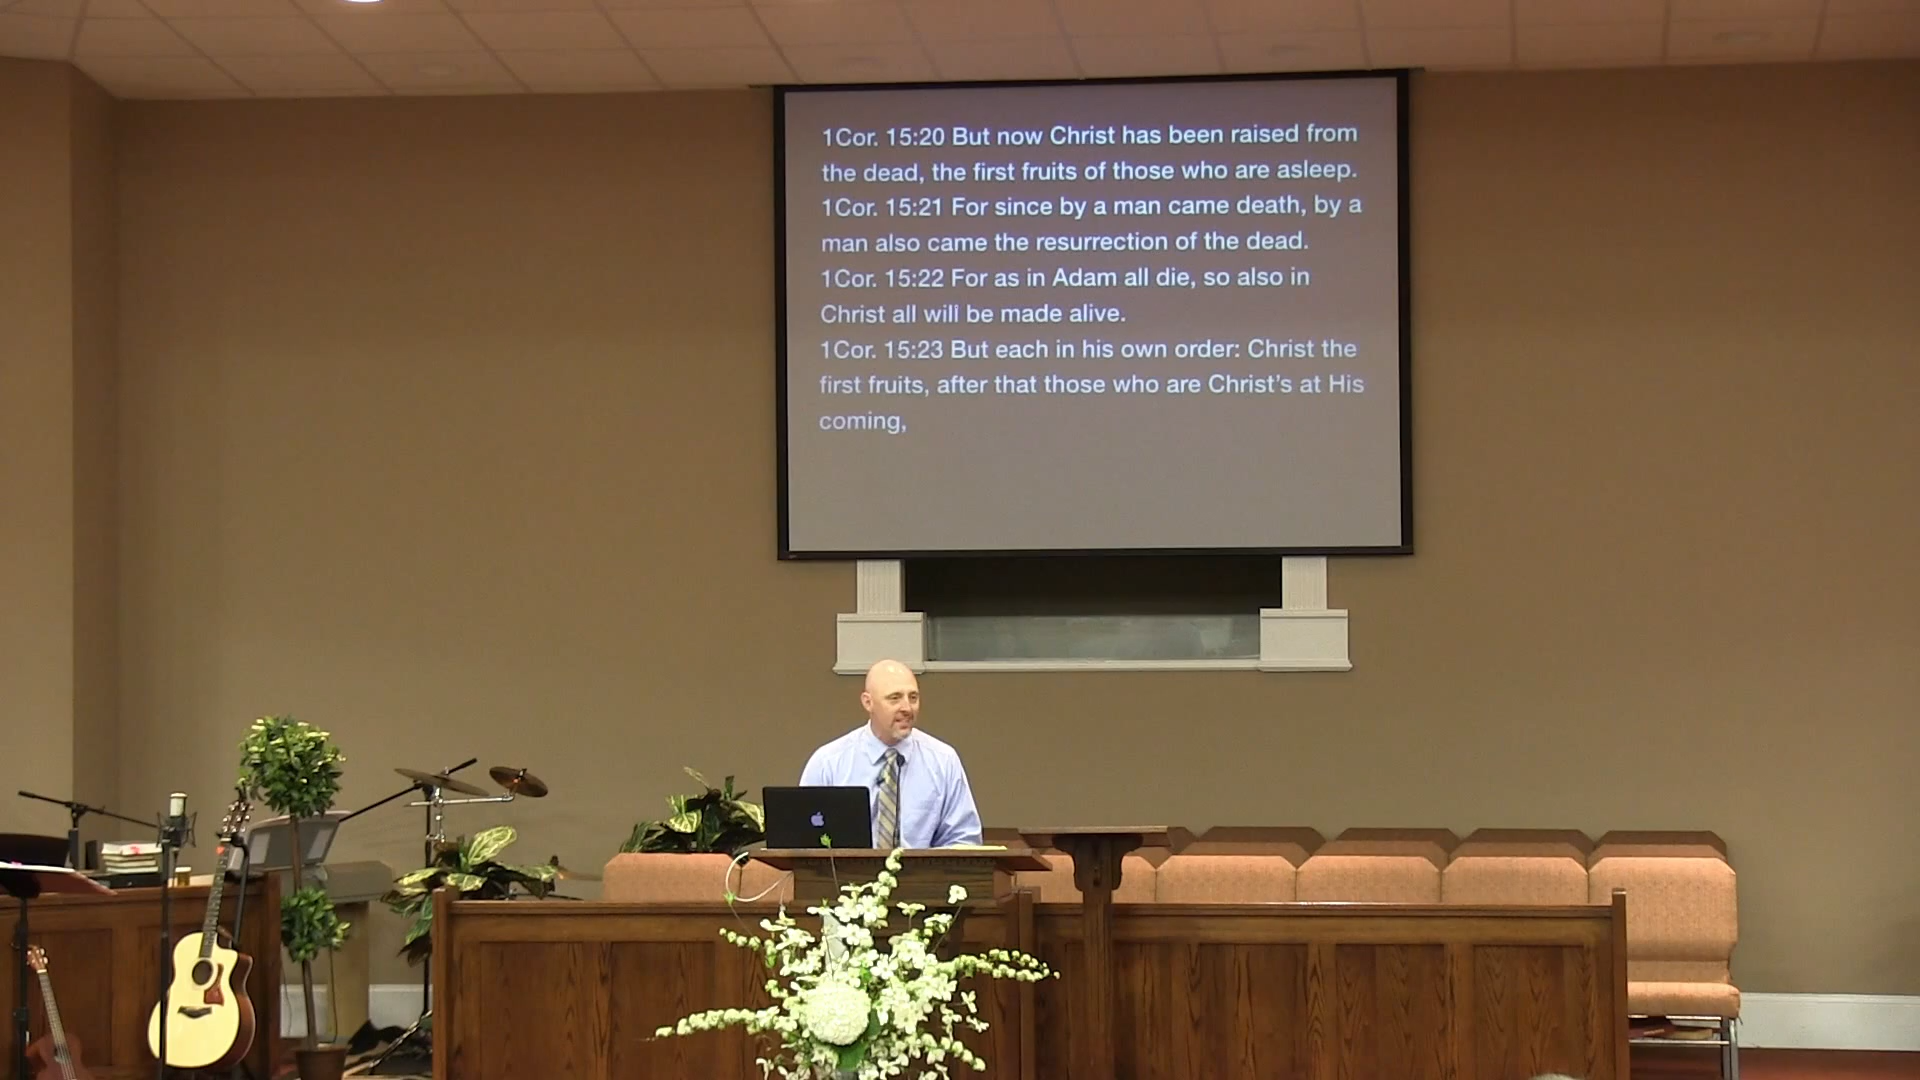 1Cor. 15:20 But now Christ has been raised from
the dead, the first fruits of those who are asleep.
1Cor. 15:21 For since by a man came death, by a
man also came the resurrection of the dead.
1Cor. 15:22 For as in Adam all die, so also in
Christ all will be made alive.
1Cor. 15:23 But each in his own order: Christ the
first fruits, after that those who are Christ's at His
coming,